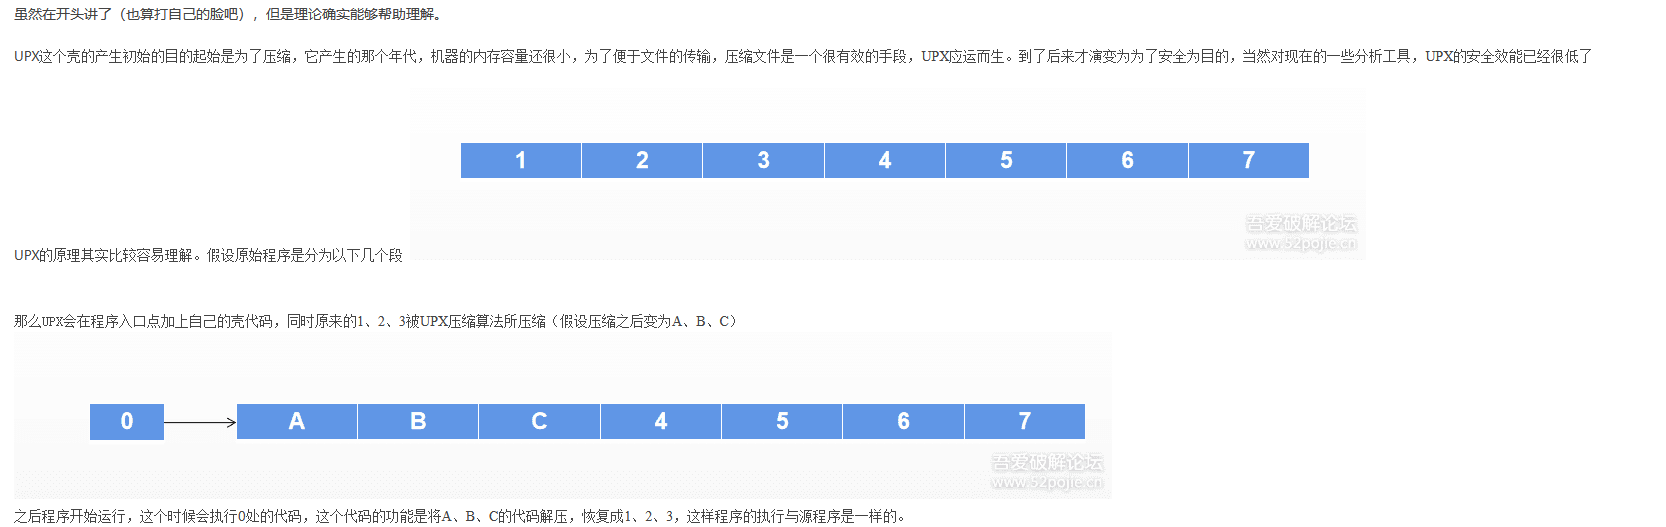 虽然在开头讲了（也算打自己的脸吧），但是理论确实能够帮助理解。
UPX这个壳的产生初始的目的起始是为了压缩，它产生的那个年代，机器的内存容量还很小，为了便于文件的传输，压缩文件是一个很有效的手段，UPX应运而生。到了后来才演变为为了安全为目的，当然对现在的一些分析工具，UPX的安全效能已经很低了
1 2 3 4 5 6 7
吾爱破解论坛
www.52pojie.cn
UPX的原理其实比较容易理解。假设原始程序是分为以下几个段
那么UPX会在程序入口点加上自己的壳代码，同时原来的1、2、3被UPX压缩算法所压缩（假设压缩之后变为A、B、C）
0 A B C 4 5 6 7
吾爱破解论坛
www.52pojie.cn
之后程序开始运行，这个时候会执行0处的代码，这个代码的功能是将A、B、C的代码解压，恢复成1、2、3，这样程序的执行与源程序是一样的。